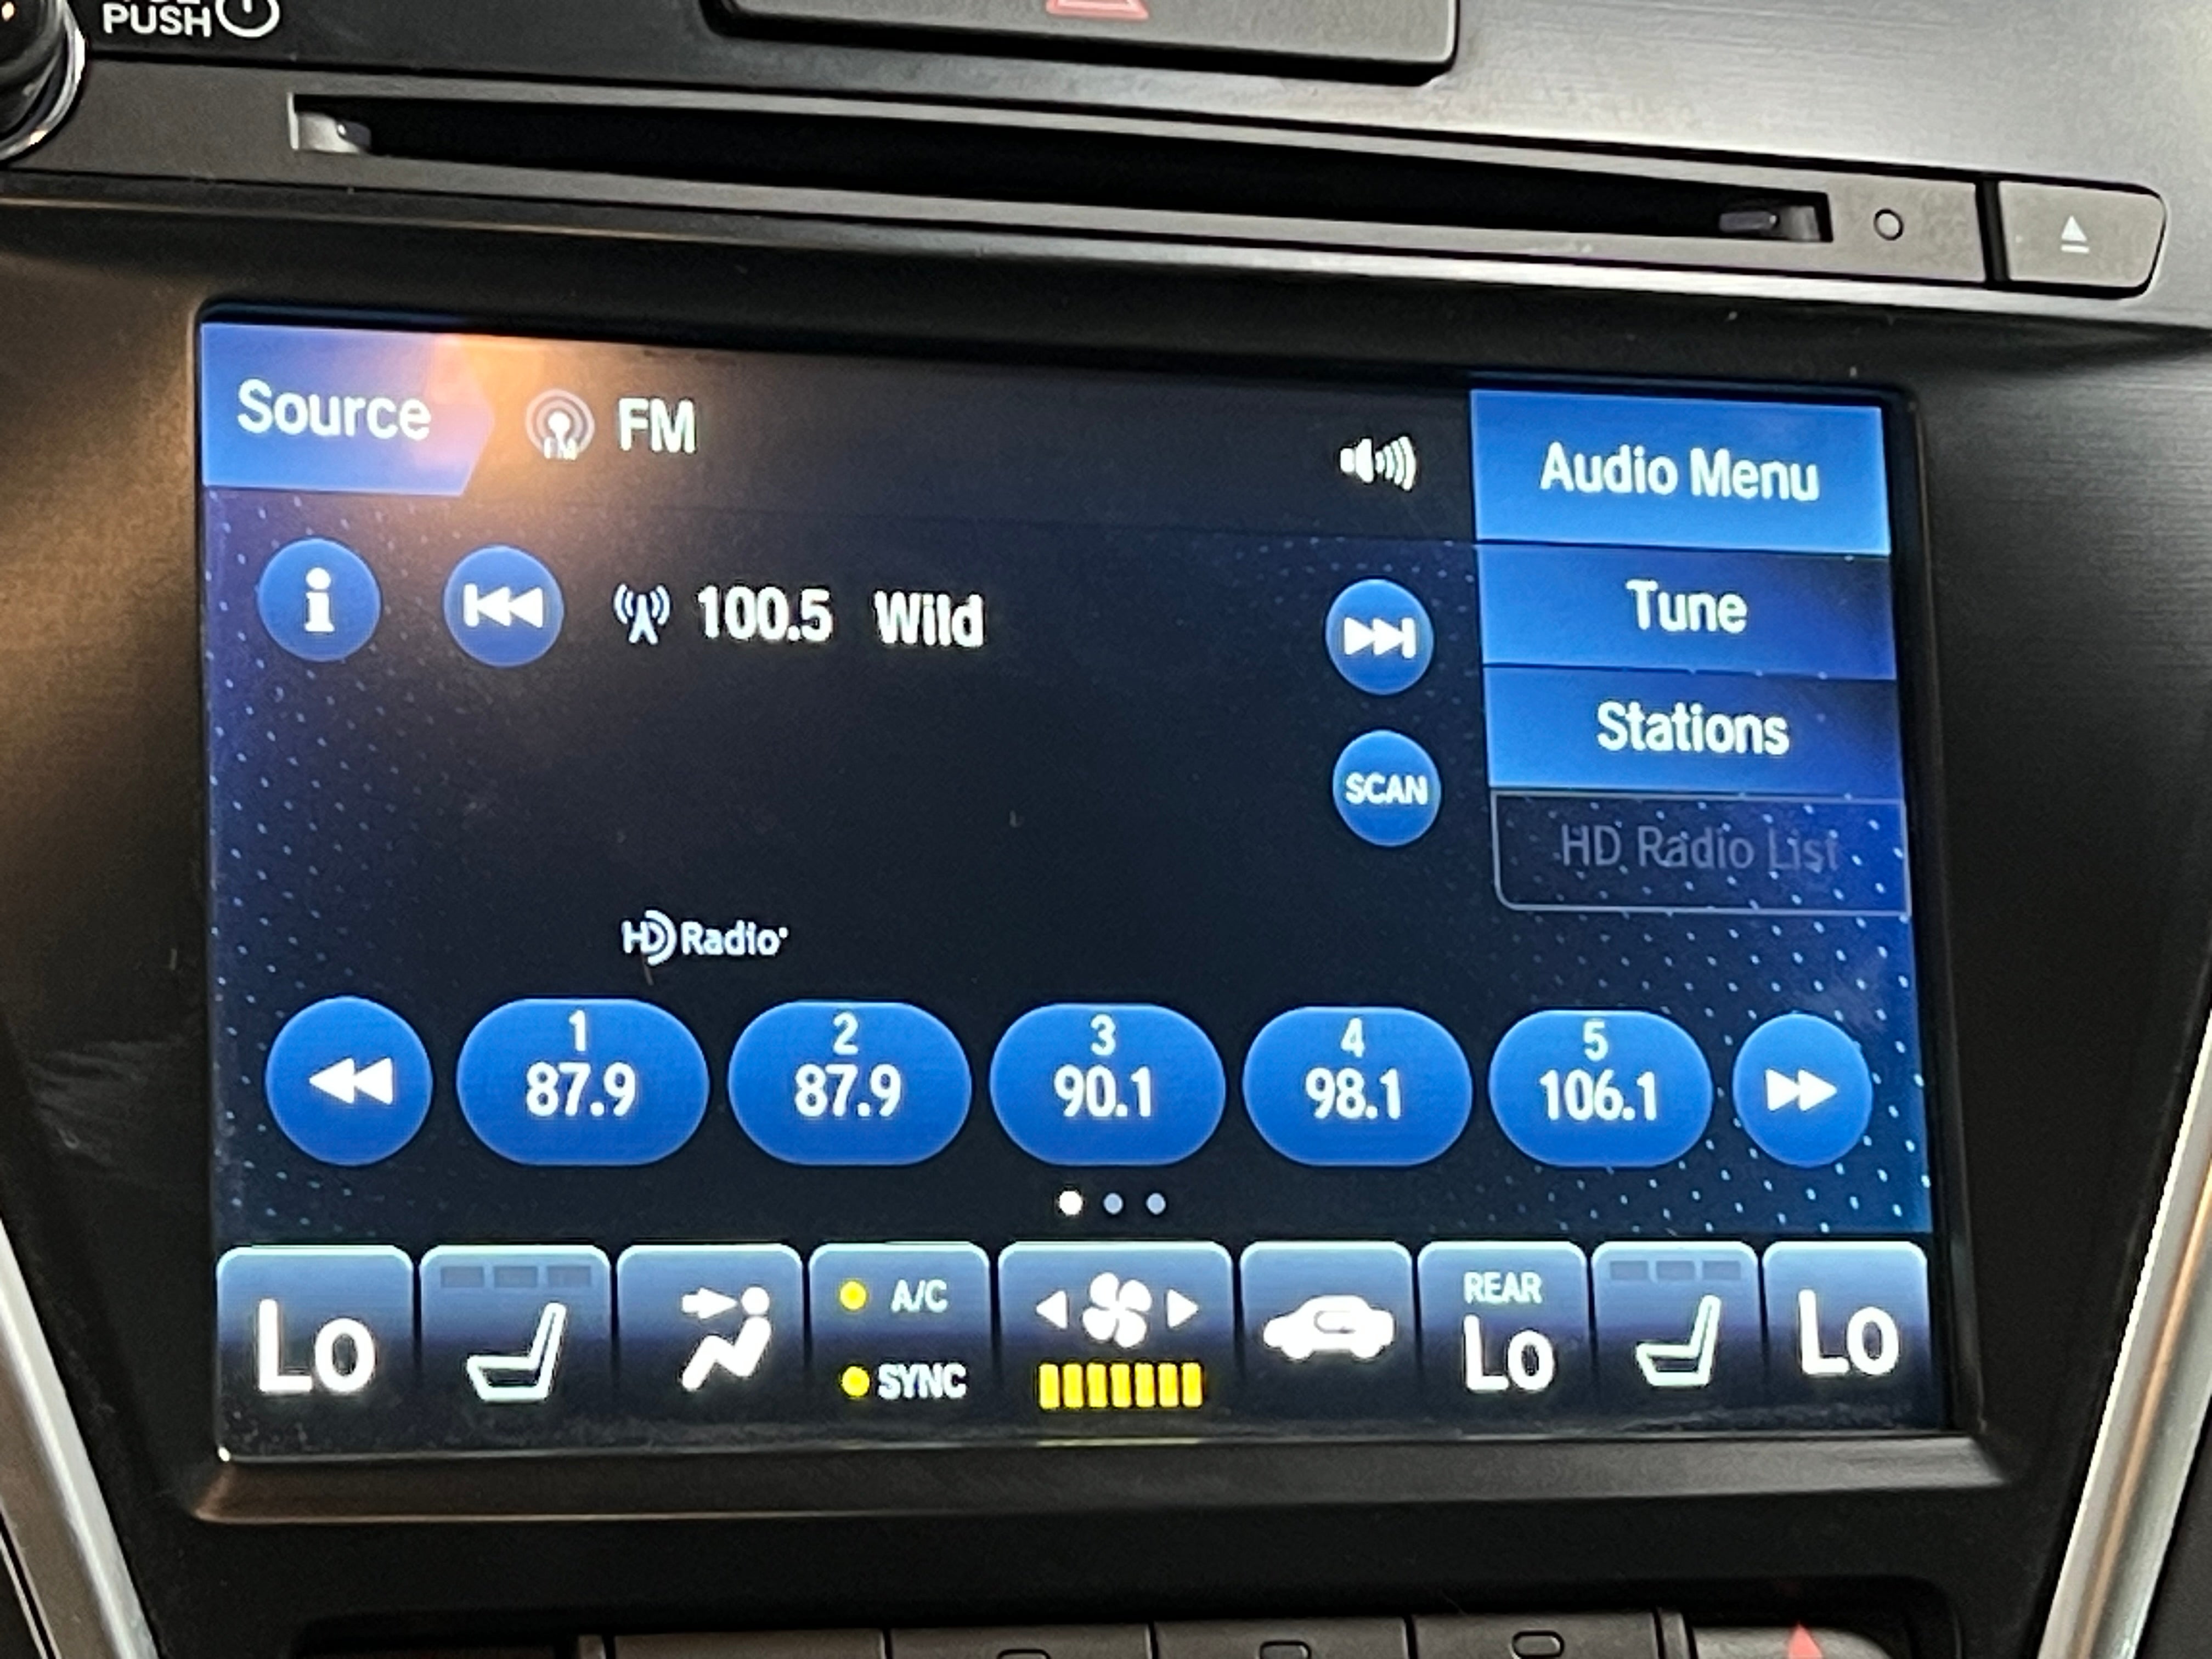 PUSH
Source
FM
FM
Audio Menu
100.5 Wild
Tune
Stations
SCAN
HD Radio List
HD Radio
1
87.9
2
87.9
3
90.1
4
98.1
5
106.1
Lo
A/C
SYNC
REAR
Lo
Lo